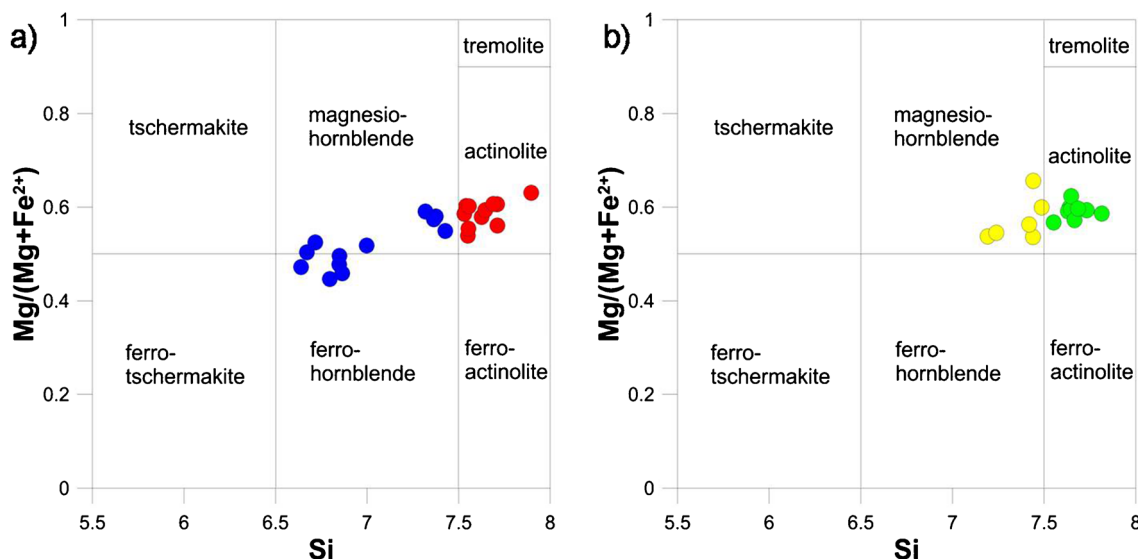 a)
1
0.8
0.6
0.4
0.2
0
Mg/(Mg+Fe²⁺)
tremolite
tschermakite
magnesio-
hornblende
actinolite
ferro-
tschermakite
ferro-
hornblende
ferro-
actinolite
5.5
6
6.5
7
7.5
8
Si
b)
1
0.8
0.6
0.4
0.2
0
Mg/(Mg+Fe²⁺)
tremolite
tschermakite
magnesio-
hornblende
actinolite
ferro-
tschermakite
ferro-
hornblende
ferro-
actinolite
5.5
6
6.5
7
7.5
8
Si